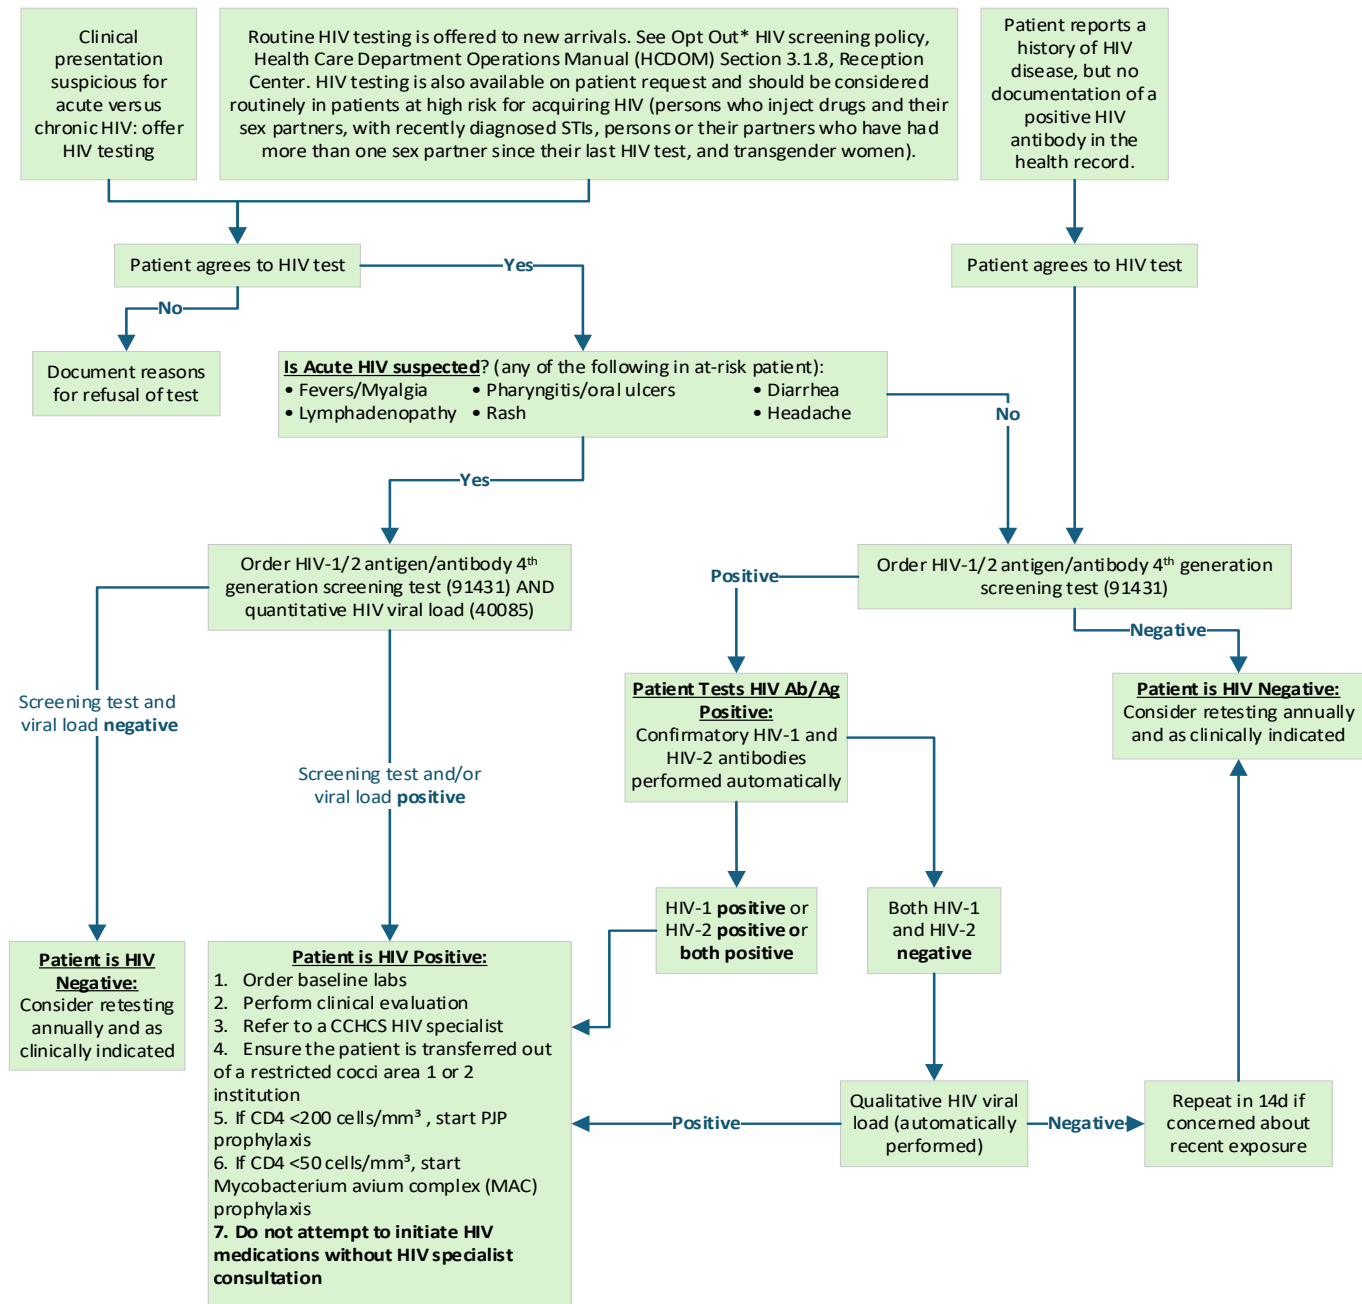 Clinical
presentation
suspicious for
acute versus
chronic HIV: offer
HIV testing
Routine HIV testing is offered to new arrivals. See Opt Out* HIV screening policy,
Health Care Department Operations Manual (HCDOM) Section 3.1.8, Reception
Center. HIV testing is also available on patient request and should be considered
routinely in patients at high risk for acquiring HIV (persons who inject drugs and their
sex partners, with recently diagnosed STIs, persons or their partners who have had
more than one sex partner since their last HIV test, and transgender women).
Patient reports a
history of HIV
disease, but no
documentation of a
positive HIV
antibody in the
health record.
Patient agrees to HIV test
Yes
Patient agrees to HIV test
No
Document reasons
for refusal of test
Is Acute HIV suspected? (any of the following in at-risk patient):
• Fevers/Myalgia • Pharyngitis/oral ulcers • Diarrhea
• Lymphadenopathy • Rash • Headache
No
Yes
Order HIV-1/2 antigen/antibody 4th
generation screening test (91431) AND
quantitative HIV viral load (40085)
Positive
Order HIV-1/2 antigen/antibody 4th generation
screening test (91431)
Negative
Screening test and
viral load negative
Screening test and/or
viral load positive
Patient Tests HIV Ab/Ag
Positive:
Confirmatory HIV-1 and
HIV-2 antibodies
performed automatically
Patient is HIV Negative:
Consider retesting annually
and as clinically indicated
HIV-1 positive or
HIV-2 positive or
both positive
Both HIV-1
and HIV-2
negative
Patient is HIV
Negative:
Consider retesting
annually and as
clinically indicated
Patient is HIV Positive:
1. Order baseline labs
2. Perform clinical evaluation
3. Refer to a CCHCS HIV specialist
4. Ensure the patient is transferred out
of a restricted cocci area 1 or 2
institution
5. If CD4 <200 cells/mm³ , start PJP
prophylaxis
6. If CD4 <50 cells/mm³, start
Mycobacterium avium complex (MAC)
prophylaxis
7. Do not attempt to initiate HIV
medications without HIV specialist
consultation
Positive
Qualitative HIV viral
load (automatically
performed)
Negative
Repeat in 14d if
concerned about
recent exposure